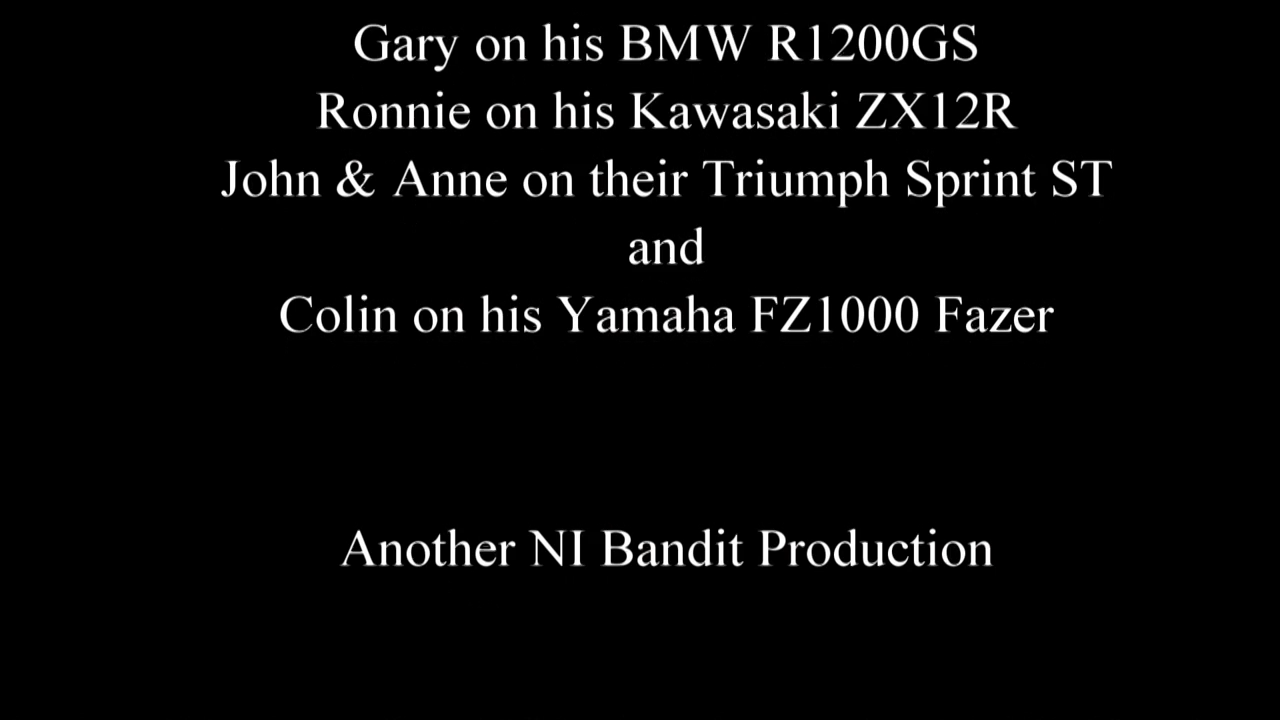 Gary on his BMW R1200GS
Ronnie on his Kawasaki ZX12R
John & Anne on their Triumph Sprint ST
and
Colin on his Yamaha FZ1000 Fazer
Another NI Bandit Production